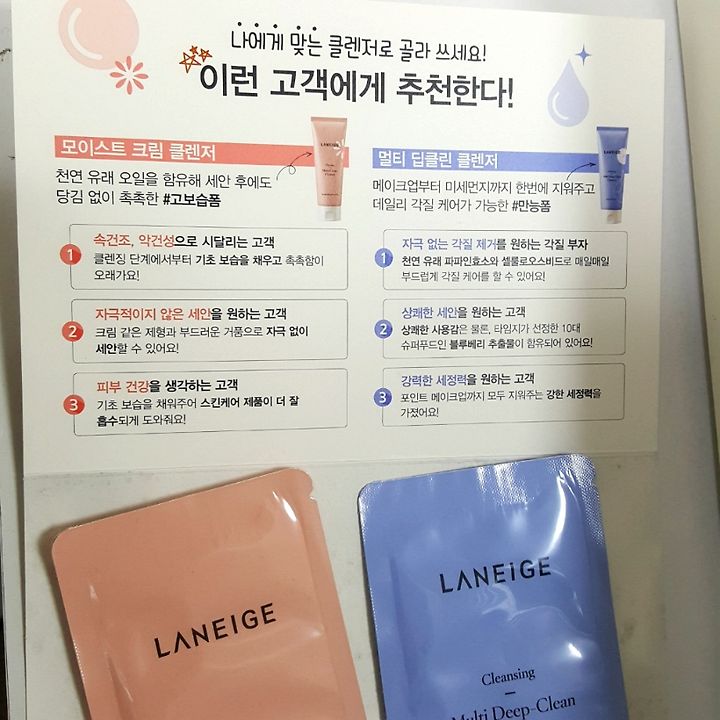 나에게 맞는 클렌저로 골라 쓰세요!
이런 고객에게 추천한다!
모이스트 크림 클렌저
천연 유래 오일을 함유해 세안 후에도
당김 없이 촉촉한 #고보습폼
1 속건조, 악건성으로 시달리는 고객
클렌징 단계에서부터 기초 보습을 채우고 촉촉함이
오래가요!
2 자극적이지 않은 세안을 원하는 고객
크림 같은 제형과 부드러운 거품으로 자극 없이
세안할 수 있어요!
3 피부 건강을 생각하는 고객
기초 보습을 채워주어 스킨케어 제품이 더 잘
흡수되게 도와줘요!
멀티 딥클린 클렌저
메이크업부터 미세먼지까지 한번에 지워주고
데일리 각질 케어가 가능한 #만능폼
1 자극 없는 각질 제거를 원하는 각질 부자
천연 유래 파파인효소와 셀룰로오스비드로 매일매일
부드럽게 각질 케어를 할 수 있어요!
2 상쾌한 세안을 원하는 고객
상쾌한 사용감은 물론, 타임지가 선정한 10대
슈퍼푸드인 블루베리 추출물이 함유되어 있어요!
3 강력한 세정력을 원하는 고객
포인트 메이크업까지 모두 지워주는 강한 세정력을
가졌어요!
LANEIGE
LANEIGE
LANEIGE
Cleansing
Multi Deep-Clean